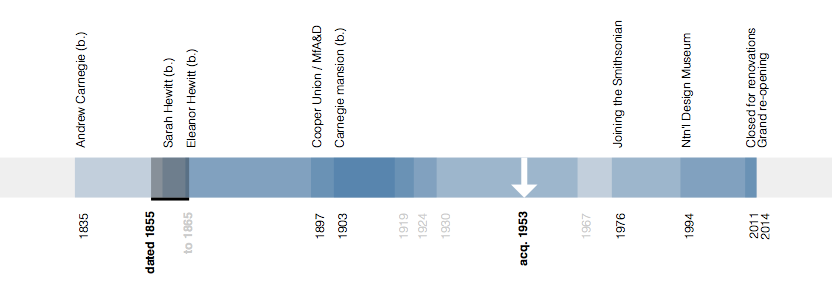 Andrew Carnegie (b.)
Sarah Hewitt (b.)
Eleanor Hewitt (b.)
Cooper Union / MfA&D
Carnegie mansion (b.)
Joining the Smithsonian
Ntn'l Design Museum
Closed for renovations
Grand re-opening
1835
dated 1855
to 1865
1897
1903
1919
1924
1930
acq. 1953
1967
1976
1994
2011
2014